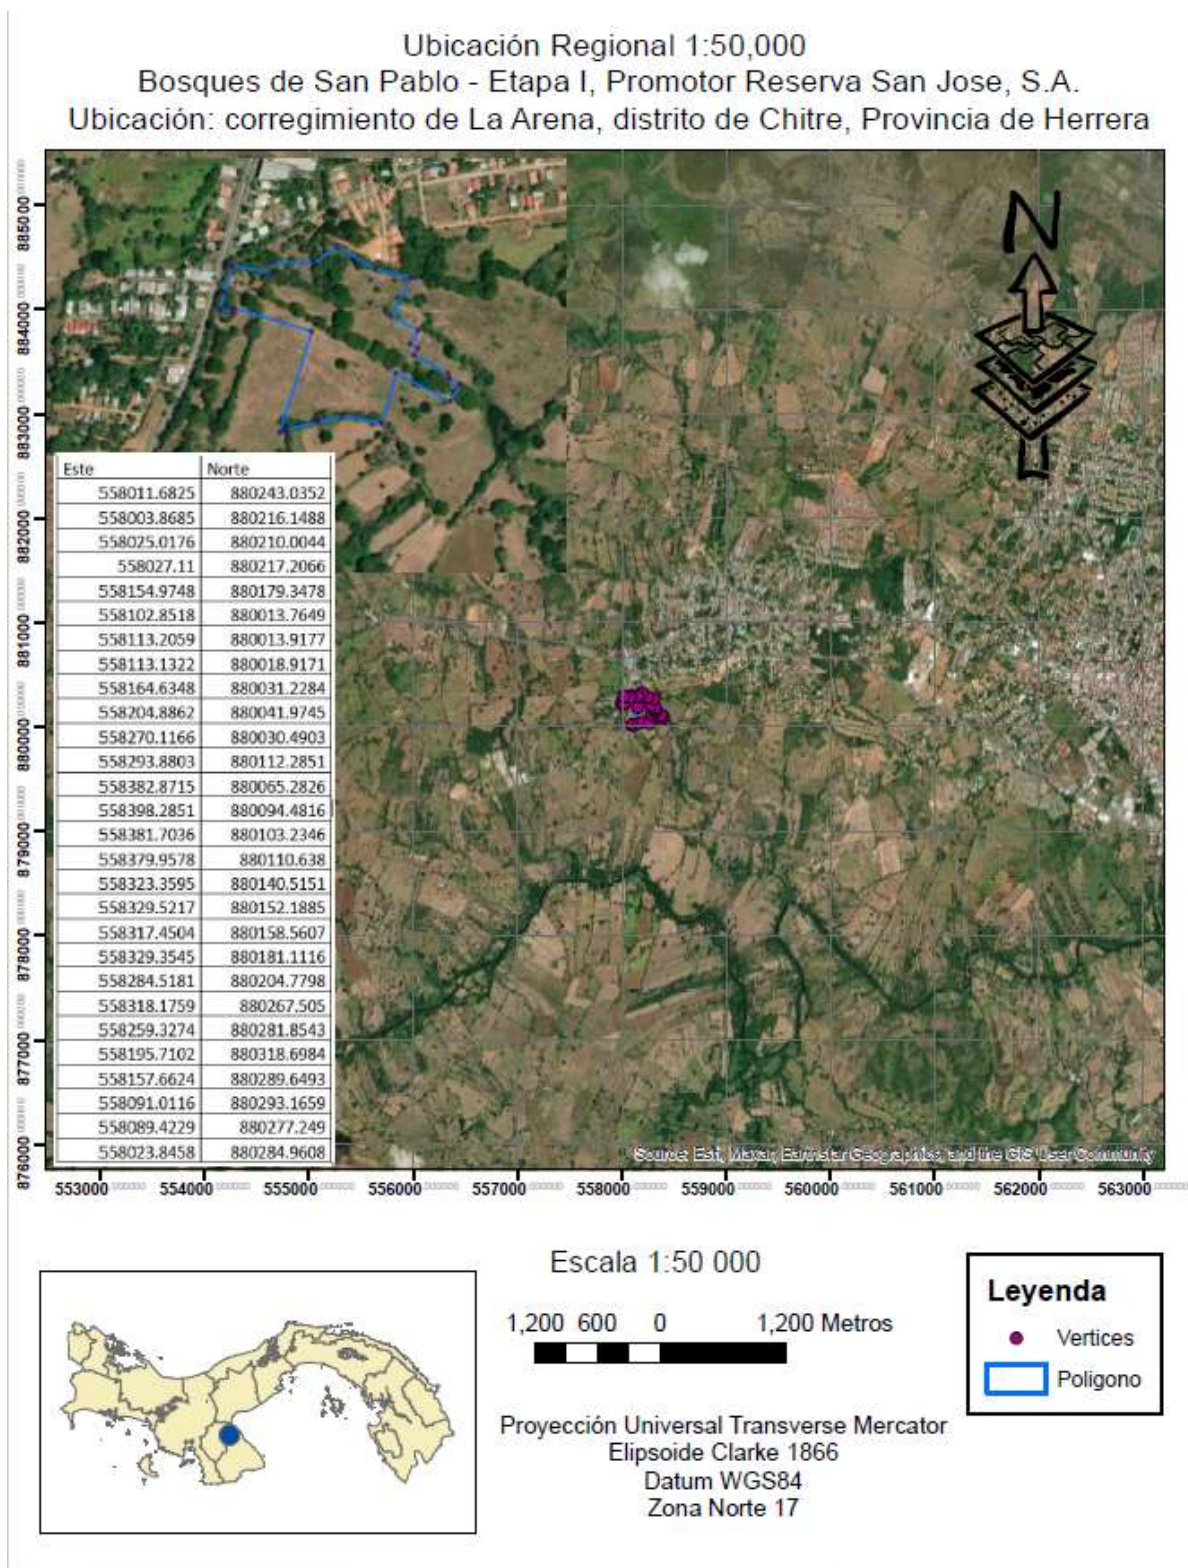 Ubicación Regional 1:50,000
Bosques de San Pablo - Etapa I, Promotor Reserva San Jose, S.A.
Ubicación: corregimiento de La Arena, distrito de Chitre, Provincia de Herrera
885000
884000
883000
882000
881000
880000
879000
878000
877000
876000
N
Este Norte
558011.6825 880243.0352
558003.8685 880216.1488
558025.0176 880210.0044
558027.11 880217.2066
558154.9748 880179.3478
558102.8518 880013.7649
558113.2059 880013.9177
558113.1322 880018.9171
558164.6348 880031.2284
558204.8862 880041.9745
558270.1166 880030.4903
558293.8803 880112.2851
558382.8715 880065.2826
558398.2851 880094.4816
558381.7036 880103.2346
558379.9578 880110.638
558323.3595 880140.5151
558329.5217 880152.1885
558317.4504 880158.5607
558329.3545 880181.1116
558284.5181 880204.7798
558318.1759 880267.505
558259.3274 880281.8543
558195.7102 880318.6984
558157.6624 880289.6493
558091.0116 880293.1659
558089.4229 880277.249
558023.8458 880284.9608
Source: Esri, Maxar, Earthstar Geographics, and the GIS User Community
553000 554000 555000 556000 557000 558000 559000 560000 561000 562000 563000
Escala 1:50 000
1,200 600 0 1,200 Metros
Proyección Universal Transverse Mercator
Elipsoide Clarke 1866
Datum WGS84
Zona Norte 17
Leyenda
Vertices
Poligono